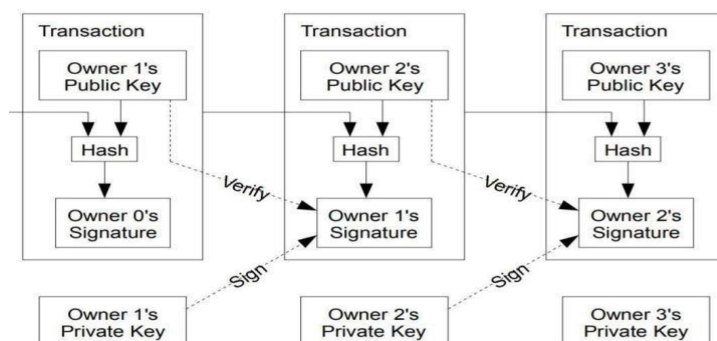 Transaction
Owner 1's
Public Key
Hash
Owner 0's
Signature
Verify
Transaction
Owner 2's
Public Key
Hash
Owner 1's
Signature
Verify
Transaction
Owner 3's
Public Key
Hash
Owner 2's
Signature
Sign
Sign
Owner 1's
Private Key
Owner 2's
Private Key
Owner 3's
Private Key